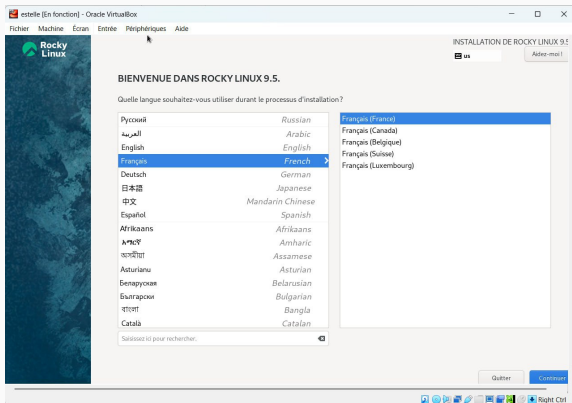 estelle [En fonction] - Oracle VirtualBox
Fichier Machine Écran Entrée Périphériques Aide
Rocky
Linux
INSTALLATION DE ROCKY LINUX 9.5
us
Aidez-moi !
BIENVENUE DANS ROCKY LINUX 9.5.
Quelle langue souhaitez-vous utiliser durant le processus d'installation ?
Русский Russian
العربية Arabic
English English
Français French
Deutsch German
日本語 Japanese
中文 Mandarin Chinese
Español Spanish
Afrikaans Afrikaans
አማርኛ Amharic
অসমীয়া Assamese
Asturianu Asturian
Беларуская Belarusian
Български Bulgarian
বাংলা Bangla
Català Catalan
Français (France)
Français (Canada)
Français (Belgique)
Français (Suisse)
Français (Luxembourg)
Saisissez ici pour rechercher.
Quitter
Continuer
Right Ctrl